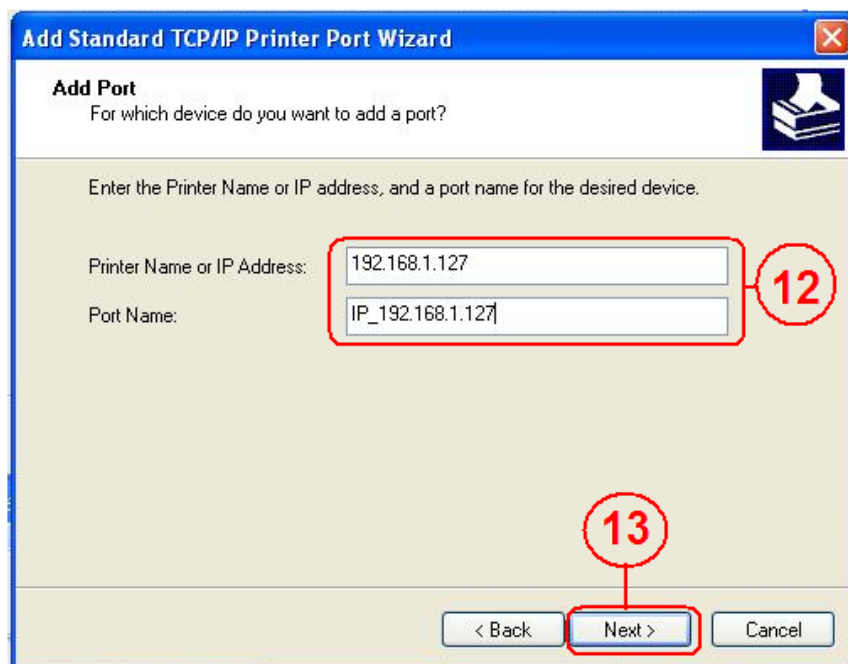 Add Standard TCP/IP Printer Port Wizard
Add Port
For which device do you want to add a port?
Enter the Printer Name or IP address, and a port name for the desired device.
Printer Name or IP Address: 192.168.1.127
Port Name: IP_192.168.1.127
12
13
< Back Next > Cancel